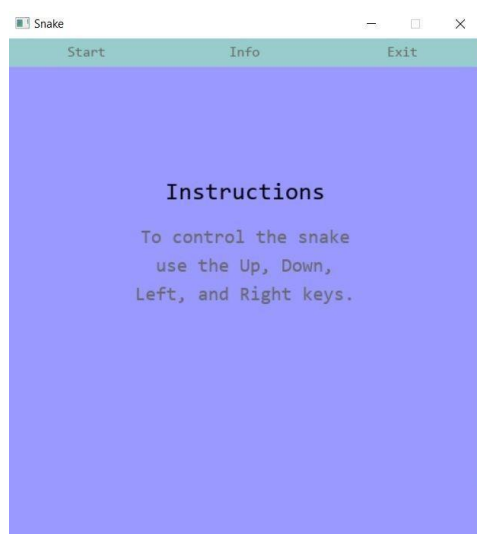 Snake
Start Info Exit
Instructions
To control the snake
use the Up, Down,
Left, and Right keys.